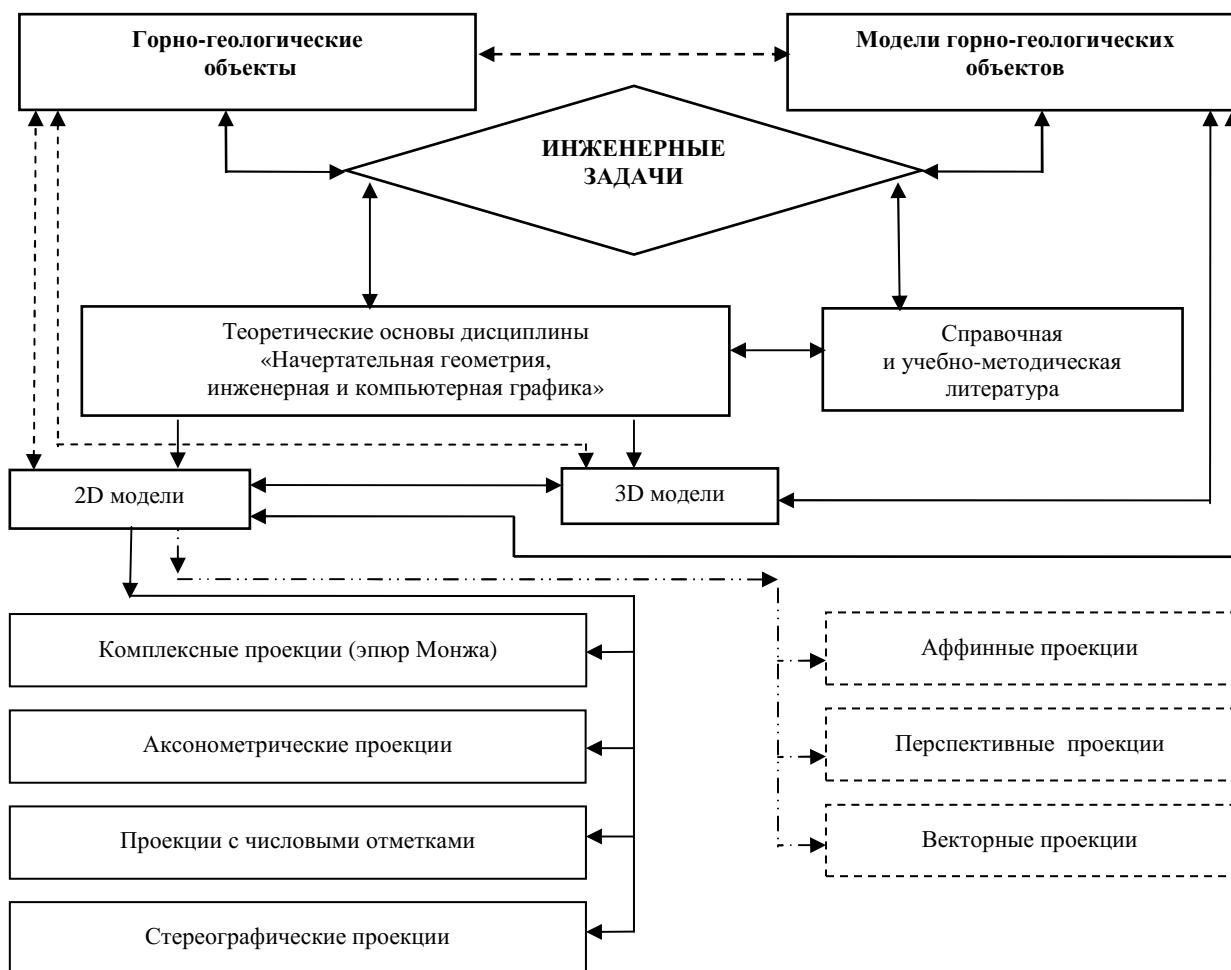 Горно-геологические
объекты
Модели горно-геологических
объектов
ИНЖЕНЕРНЫЕ
ЗАДАЧИ
Теоретические основы дисциплины
«Начертательная геометрия,
инженерная и компьютерная графика»
Справочная
и учебно-методическая
литература
2D модели
3D модели
Комплексные проекции (эпюр Монжа)
Аксонометрические проекции
Проекции с числовыми отметками
Стереографические проекции
Аффинные проекции
Перспективные проекции
Векторные проекции